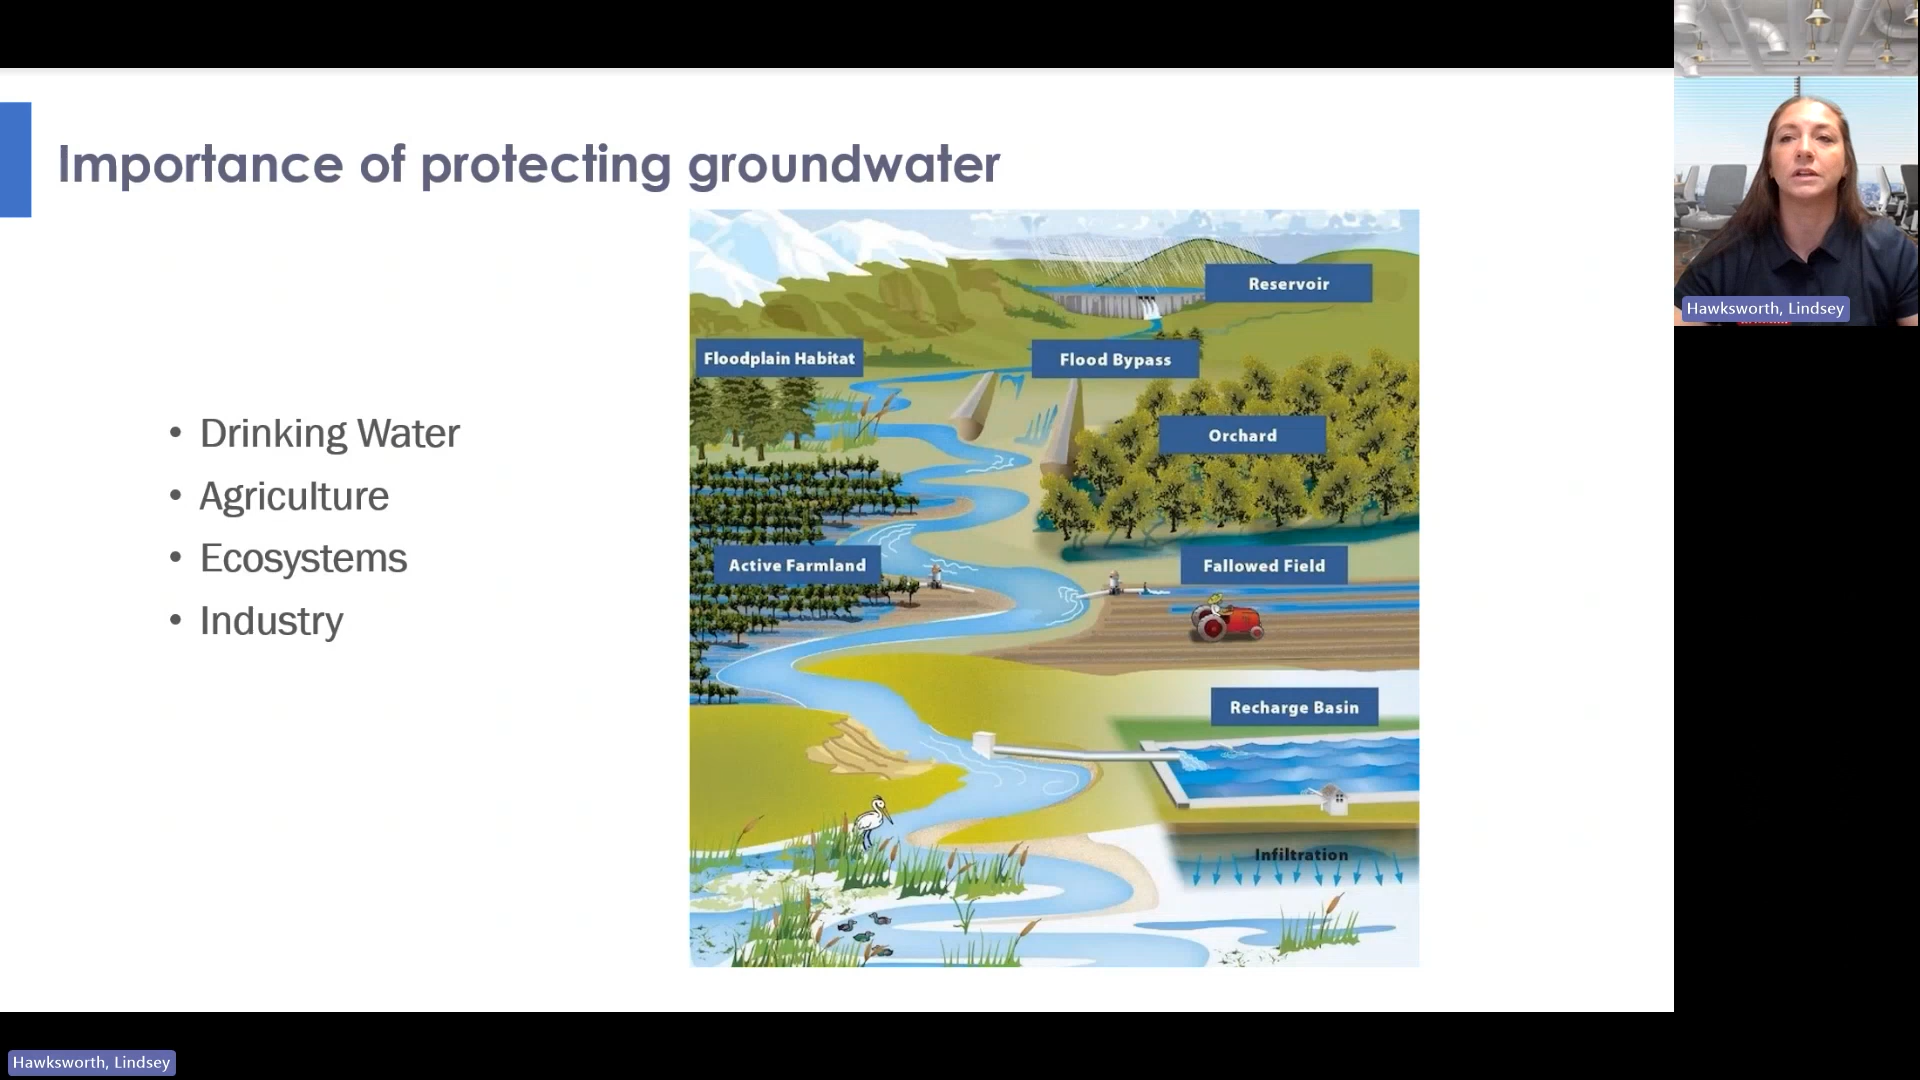 Importance of protecting groundwater
Hawksworth, Lindsey
• Drinking Water
• Agriculture
• Ecosystems
• Industry
Reservoir
Floodplain Habitat
Flood Bypass
Orchard
Active Farmland
Fallowed Field
Recharge Basin
Infiltration
Hawksworth, Lindsey